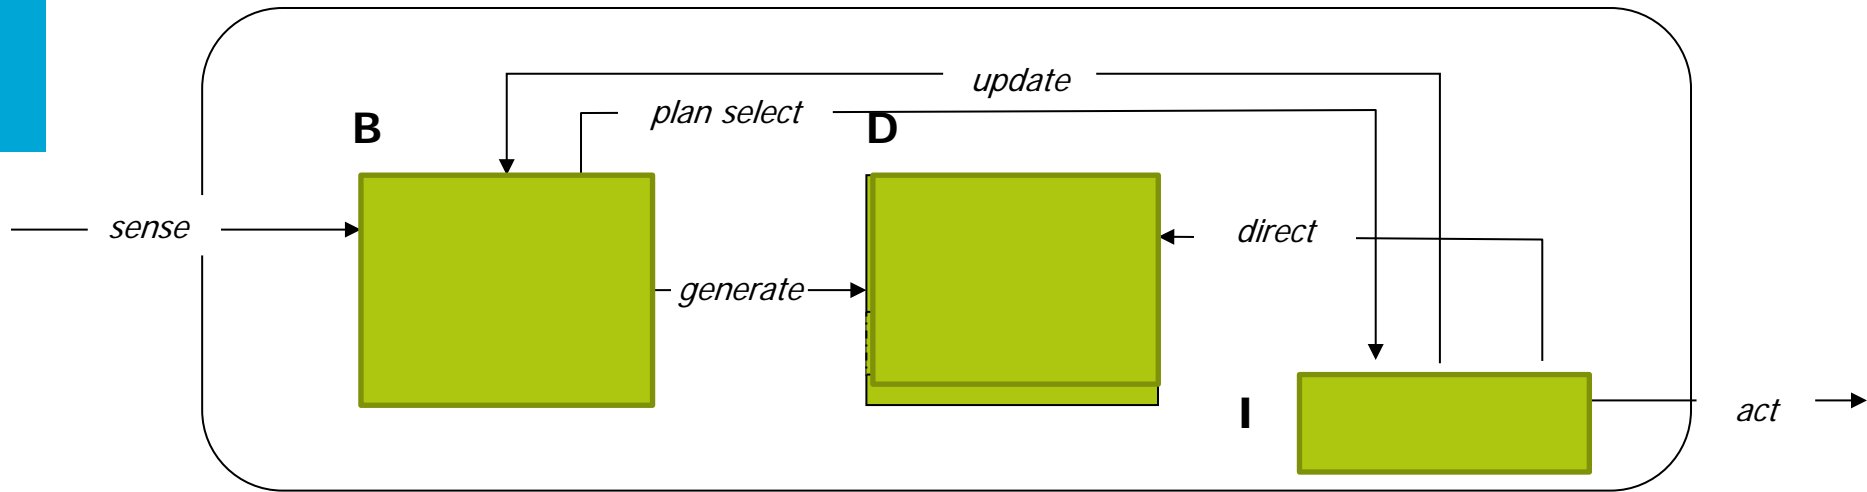 update
plan select
B
D
sense
direct
generate
I
act